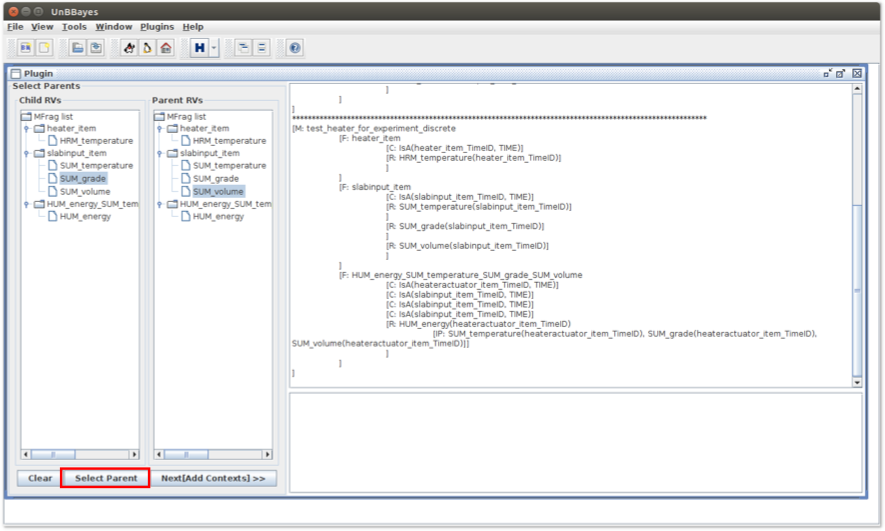 UnBBayes
File View Tools Window Plugins Help
Plugin
Select Parents
Child RVs
MFrag list
heater_item
HRM_temperature
slabinput_item
SUM_temperature
SUM_grade
SUM_volume
HUM_energy_SUM_tem
HUM_energy
Parent RVs
MFrag list
heater_item
HRM_temperature
slabinput_item
SUM_temperature
SUM_grade
SUM_volume
HUM_energy_SUM_tem
HUM_energy
Clear Select Parent Next[Add Contexts] >>
]
]
]
[M: test_heater_for_experiment_discrete
[F: heater_item
[C: IsA(heater_item_TimeID, TIME)]
[R: HRM_temperature(heater_item_TimeID)]
]
]
[F: slabinput_item
[C: IsA(slabinput_item_TimeID, TIME)]
[R: SUM_temperature(slabinput_item_TimeID)]
]
[R: SUM_grade(slabinput_item_TimeID)]
]
[R: SUM_volume(slabinput_item_TimeID)]
]
]
[F: HUM_energy_SUM_temperature_SUM_grade_SUM_volume
[C: IsA(heateractuator_item_TimeID, TIME)]
[C: IsA(slabinput_item_TimeID, TIME)]
[C: IsA(slabinput_item_TimeID, TIME)]
[C: IsA(slabinput_item_TimeID, TIME)]
[R: HUM_energy(heateractuator_item_TimeID)
[IP: SUM_temperature(heateractuator_item_TimeID), SUM_grade(heateractuator_item_TimeID),
SUM_volume(heateractuator_item_TimeID)]]
]
]
]